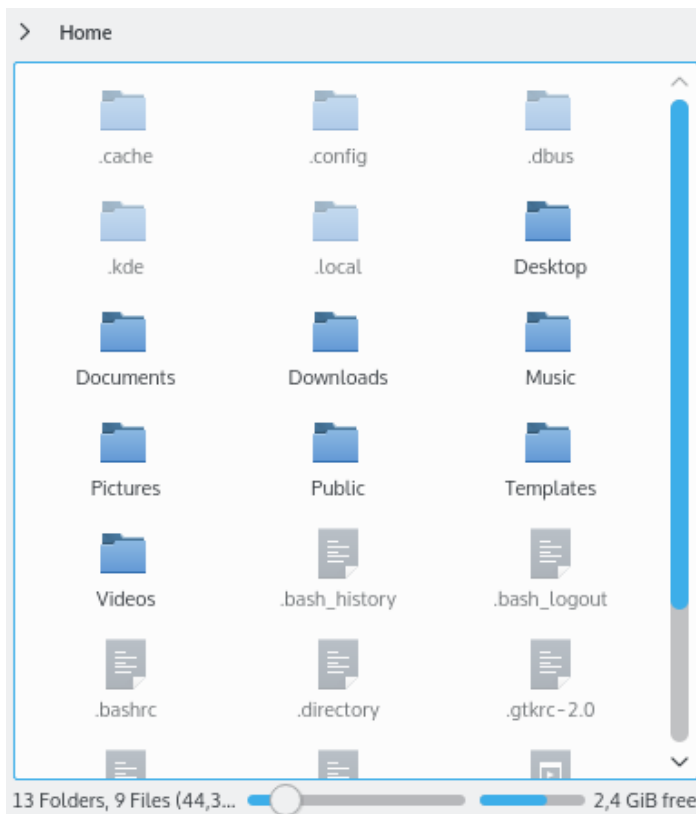 Home
.cache .config .dbus
.kde .local Desktop
Documents Downloads Music
Pictures Public Templates
Videos .bash_history .bash_logout
.bashrc .directory .gtkrc-2.0
13 Folders, 9 Files (44,3... 2,4 GiB free